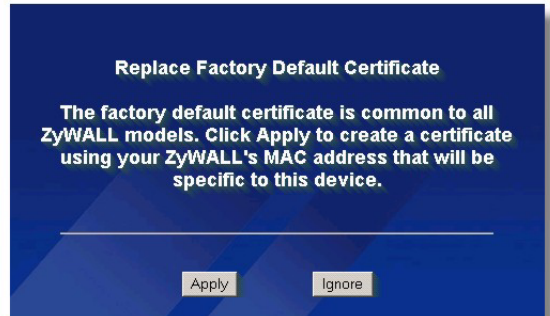 Replace Factory Default Certificate
The factory default certificate is common to all
ZyWALL models. Click Apply to create a certificate
using your ZyWALL's MAC address that will be
specific to this device.
Apply
Ignore